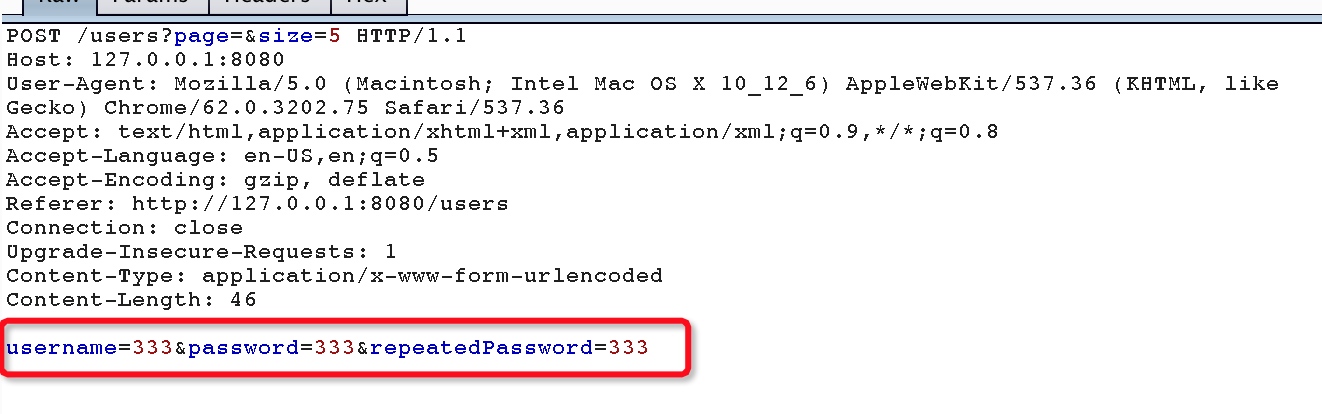 Raw Params Headers Hex
POST /users?page=&size=5 HTTP/1.1
Host: 127.0.0.1:8080
User-Agent: Mozilla/5.0 (Macintosh; Intel Mac OS X 10_12_6) AppleWebKit/537.36 (KHTML, like
Gecko) Chrome/62.0.3202.75 Safari/537.36
Accept: text/html,application/xhtml+xml,application/xml;q=0.9,*/*;q=0.8
Accept-Language: en-US,en;q=0.5
Accept-Encoding: gzip, deflate
Referer: http://127.0.0.1:8080/users
Connection: close
Upgrade-Insecure-Requests: 1
Content-Type: application/x-www-form-urlencoded
Content-Length: 46
username=333&password=333&repeatedPassword=333